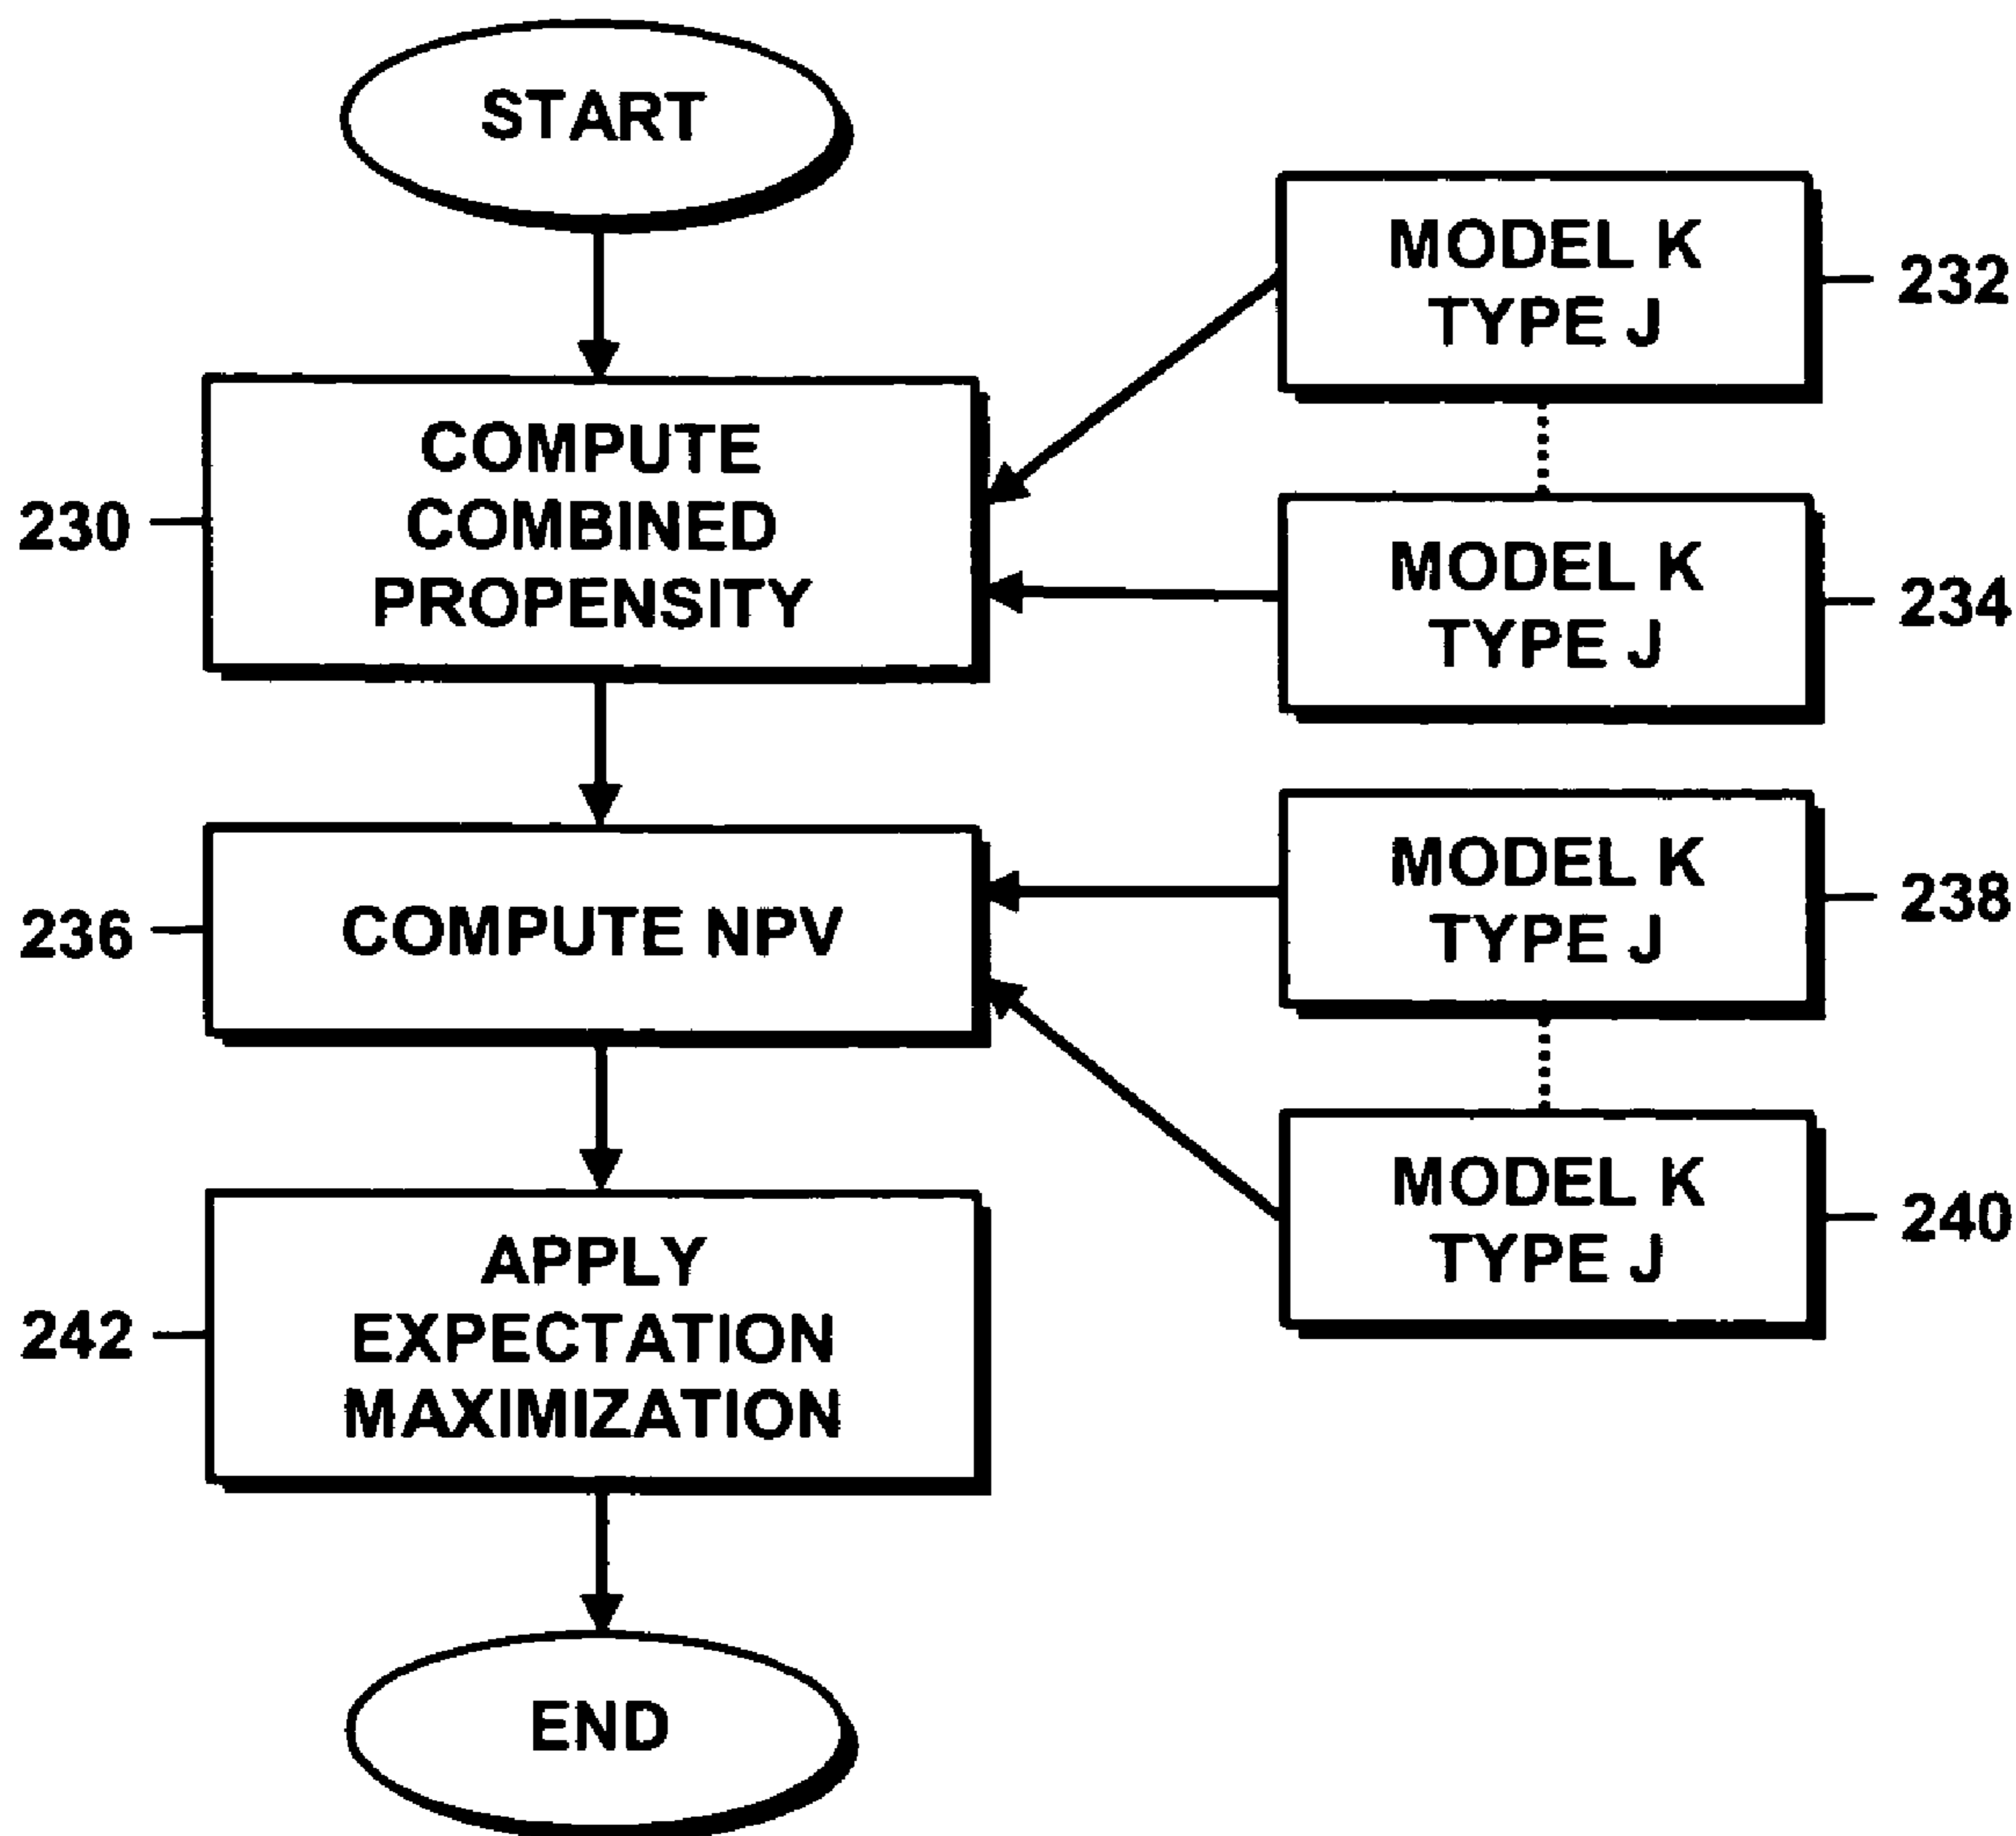 START
MODEL K
TYPE J
232
COMPUTE
COMBINED
PROPENSITY
230
MODEL K
TYPE J
234
COMPUTE NPV
236
MODEL K
TYPE J
238
MODEL K
TYPE J
240
APPLY
EXPECTATION
MAXIMIZATION
242
END